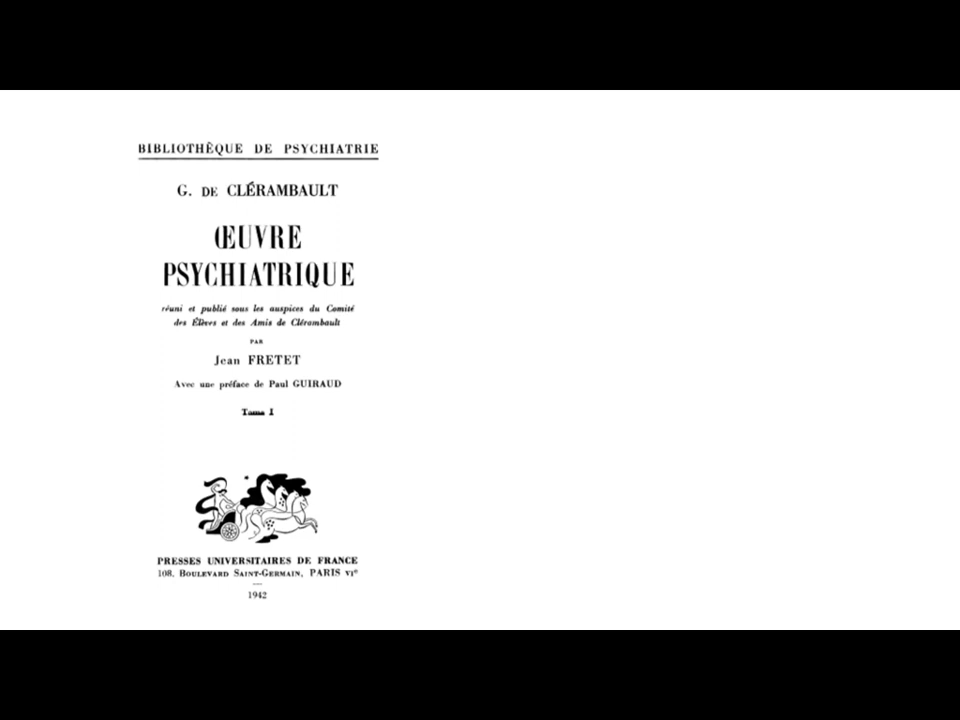 BIBLIOTHÈQUE DE PSYCHIATRIE
G. DE CLÉRAMBAULT
ŒUVRE
PSYCHIATRIQUE
réuni et publié sous les auspices du Comité
des Élèves et des Amis de Clérambault
PAR
Jean FRETET
Avec une préface de Paul GUIRAUD
Tome I
PRESSES UNIVERSITAIRES DE FRANCE
108, BOULEVARD SAINT-GERMAIN, PARIS VIe
1942